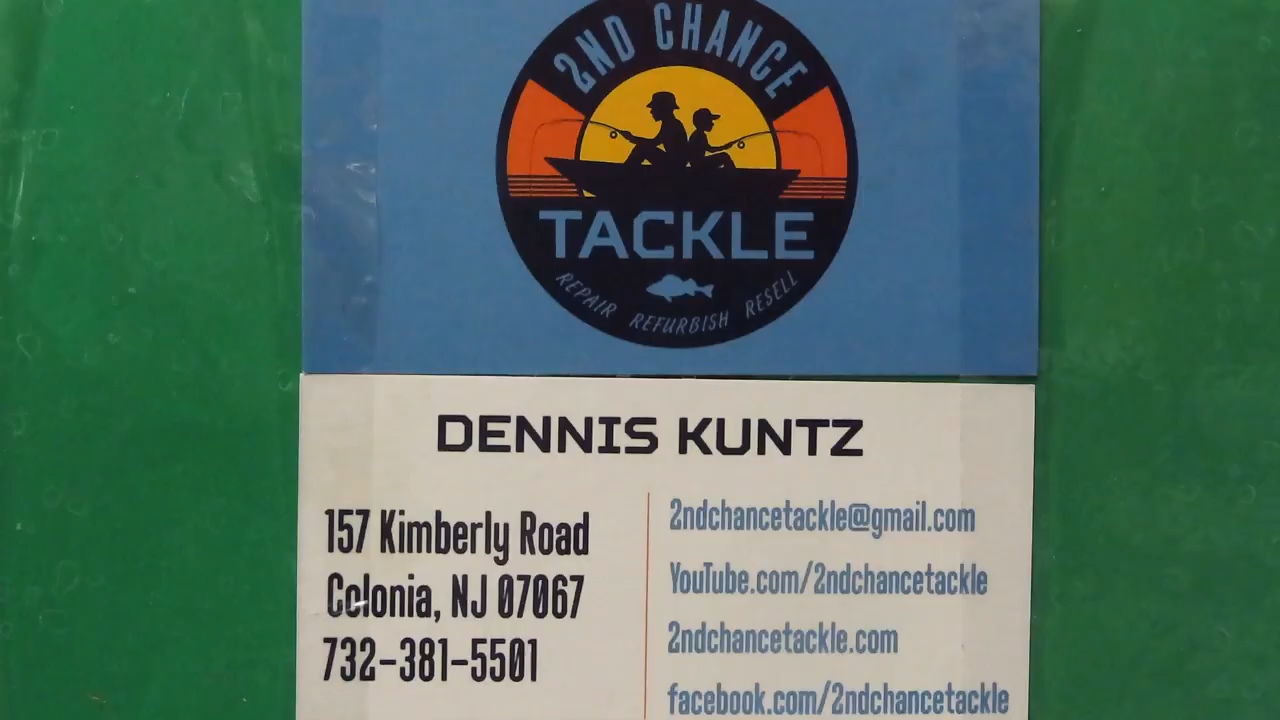 2ND CHANCE
TACKLE
REPAIR REFURBISH RESELL
DENNIS KUNTZ
157 Kimberly Road
Colonia, NJ 07067
732-381-5501
2ndchancetackle@gmail.com
YouTube.com/2ndchancetackle
2ndchancetackle.com
facebook.com/2ndchancetackle